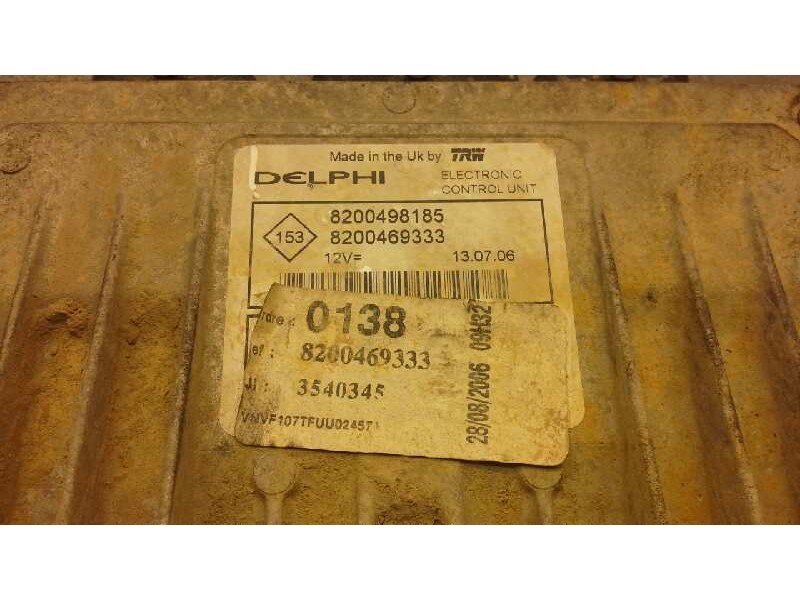 Made in the Uk by TRW
DELPHI
ELECTRONIC
CONTROL UNIT
153
8200498185
8200469333
12V=
13.07.06
0138
8200469333
3540345
28/08/2006 09H32